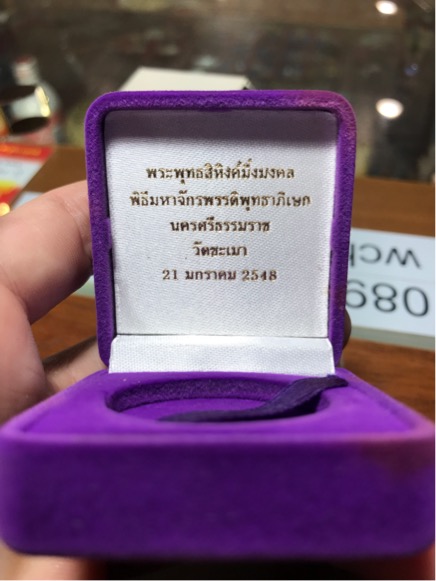 พระพุทธสิหิงค์มิ่งมงคล
พิธีมหาจักรพรรดิพุทธาภิเษก
นครศรีธรรมราช
วัดชะเมา
21 มกราคม 2548
089